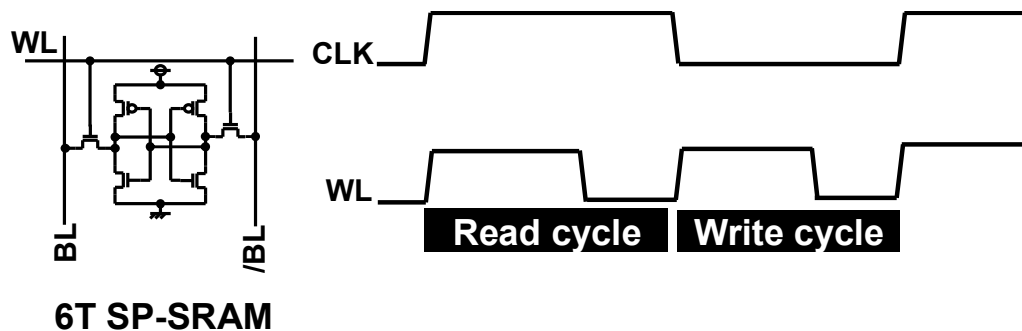 WL
BL
/BL
6T SP-SRAM
CLK
WL
Read cycle
Write cycle